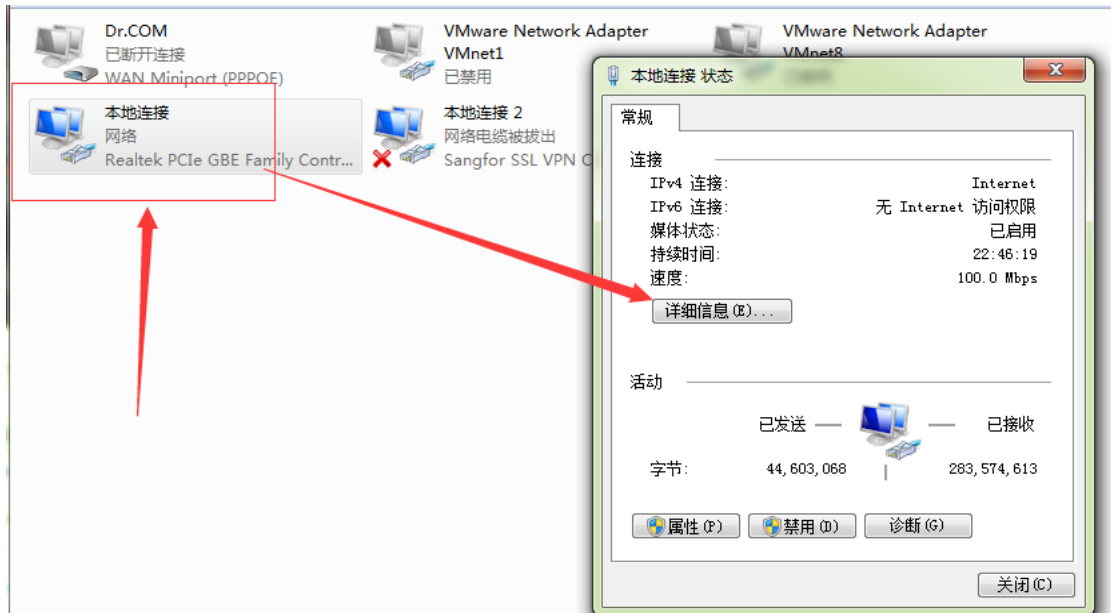 Dr.COM
已断开连接
WAN Miniport (PPPOE)
VMware Network Adapter
VMnet1
已禁用
VMware Network Adapter
VMnet8
本地连接
网络
Realtek PCIe GBE Family Contr...
本地连接 2
网络电缆被拔出
Sangfor SSL VPN C
本地连接 状态
常规
连接
IPv4 连接: Internet
IPv6 连接: 无 Internet 访问权限
媒体状态: 已启用
持续时间: 22:46:19
速度: 100.0 Mbps
详细信息(E)...
活动
已发送 — — 已接收
字节: 44,603,068 | 283,574,613
属性(P) 禁用(D) 诊断(G)
关闭(C)